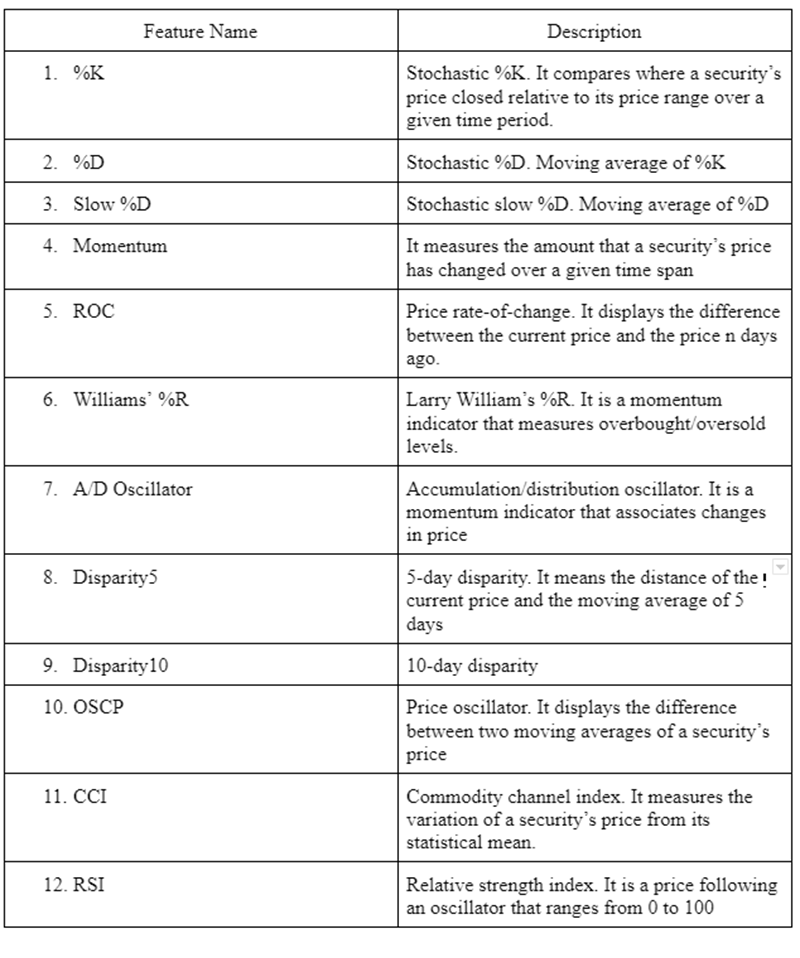 Feature Name
Description
1. %K
Stochastic %K. It compares where a security's
price closed relative to its price range over a
given time period.
2. %D
Stochastic %D. Moving average of %K
3. Slow %D
Stochastic slow %D. Moving average of %D
4. Momentum
It measures the amount that a security's price
has changed over a given time span
5. ROC
Price rate-of-change. It displays the difference
between the current price and the price n days
ago.
6. Williams' %R
Larry William's %R. It is a momentum
indicator that measures overbought/oversold
levels.
7. A/D Oscillator
Accumulation/distribution oscillator. It is a
momentum indicator that associates changes
in price
8. Disparity5
5-day disparity. It means the distance of the
current price and the moving average of 5
days
9. Disparity10
10-day disparity
10. OSCP
Price oscillator. It displays the difference
between two moving averages of a security's
price
11. CCI
Commodity channel index. It measures the
variation of a security's price from its
statistical mean.
12. RSI
Relative strength index. It is a price following
an oscillator that ranges from 0 to 100